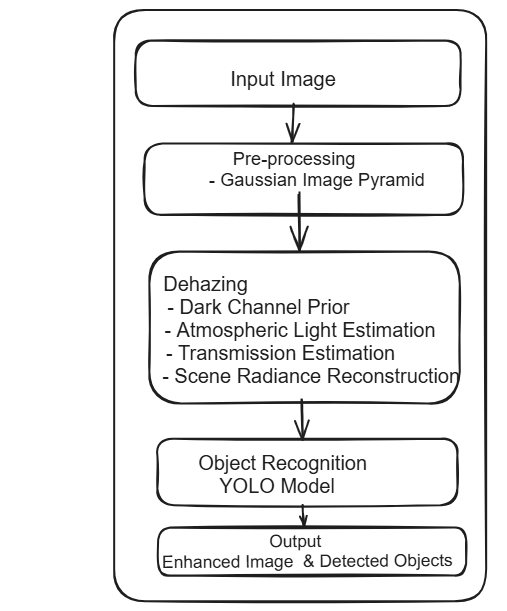 Input Image
Pre-processing
- Gaussian Image Pyramid
Dehazing
- Dark Channel Prior
- Atmospheric Light Estimation
- Transmission Estimation
- Scene Radiance Reconstruction
Object Recognition
YOLO Model
Output
Enhanced Image & Detected Objects